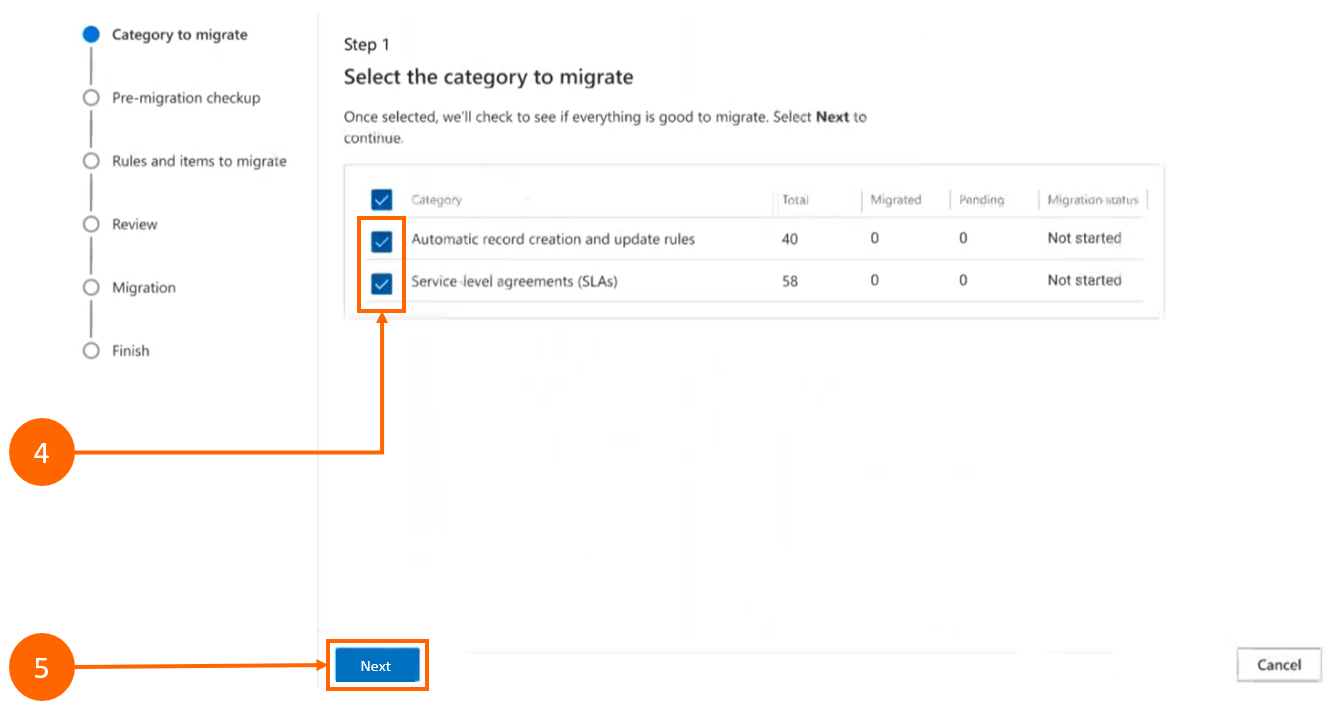 Category to migrate
Pre-migration checkup
Rules and items to migrate
Review
Migration
Finish
Step 1
Select the category to migrate
Once selected, we'll check to see if everything is good to migrate. Select Next to
continue.
Category Total Migrated Pending Migration status
Automatic record creation and update rules 40 0 0 Not started
Service-level agreements (SLAs) 58 0 0 Not started
4
5
Next
Cancel